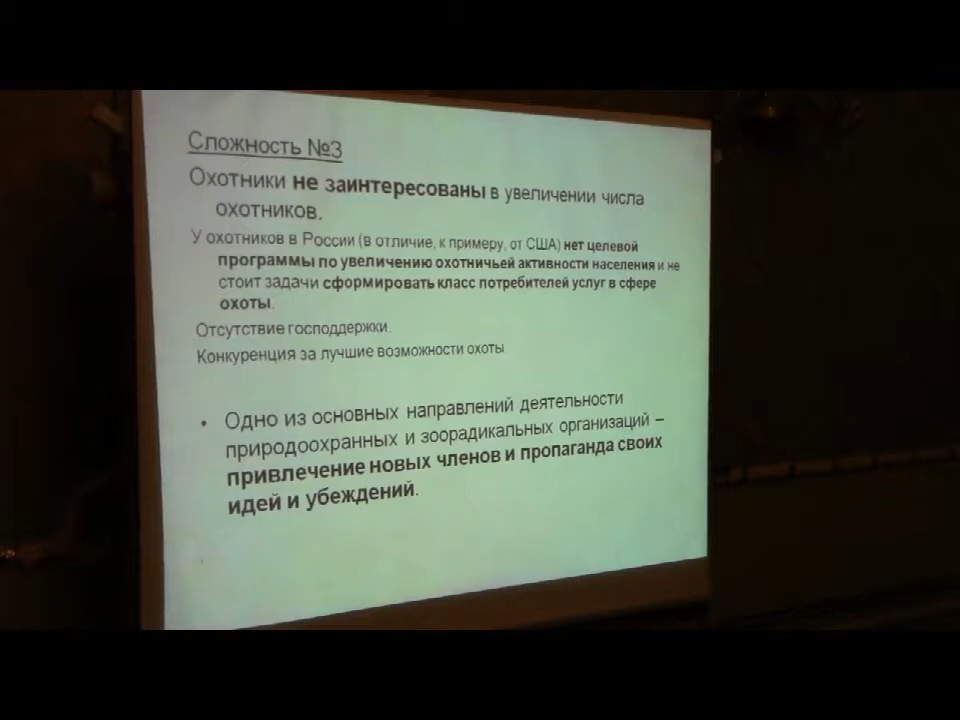 Сложность №3
Охотники не заинтересованы в увеличении числа
охотников.
У охотников в России (в отличие, к примеру, от США) нет целевой
программы по увеличению охотничьей активности населения и не
стоит задачи сформировать класс потребителей услуг в сфере
охоты.
Отсутствие господдержки.
Конкуренция за лучшие возможности охоты
• Одно из основных направлений деятельности
природоохранных и зоорадикальных организаций –
привлечение новых членов и пропаганда своих
идей и убеждений.